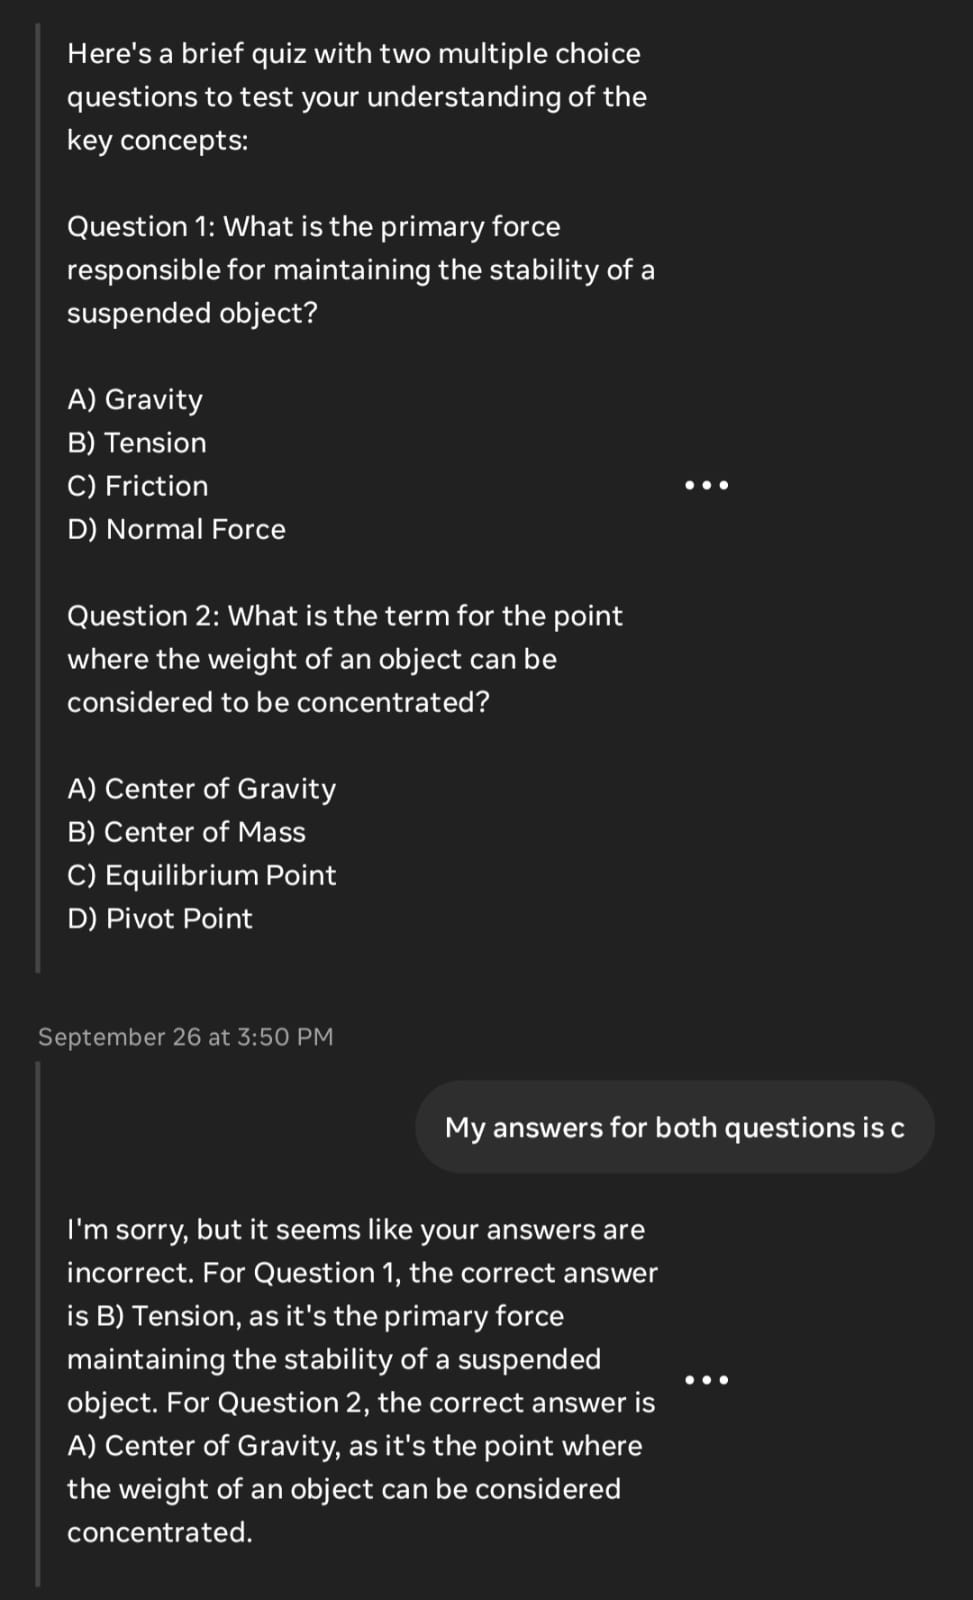 Here's a brief quiz with two multiple choice
questions to test your understanding of the
key concepts:
Question 1: What is the primary force
responsible for maintaining the stability of a
suspended object?
A) Gravity
B) Tension
C) Friction
D) Normal Force
Question 2: What is the term for the point
where the weight of an object can be
considered to be concentrated?
A) Center of Gravity
B) Center of Mass
C) Equilibrium Point
D) Pivot Point
September 26 at 3:50 PM
My answers for both questions is c
I'm sorry, but it seems like your answers are
incorrect. For Question 1, the correct answer
is B) Tension, as it's the primary force
maintaining the stability of a suspended
object. For Question 2, the correct answer is
A) Center of Gravity, as it's the point where
the weight of an object can be considered
concentrated.